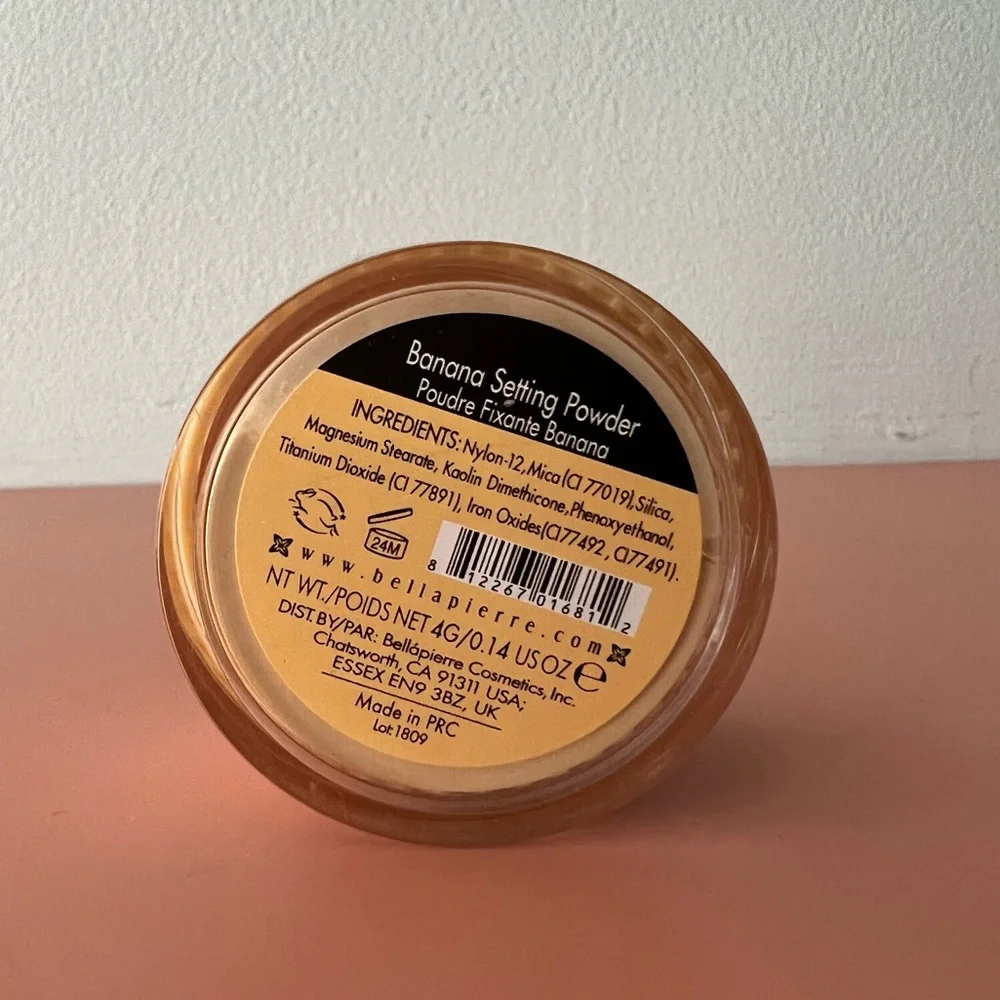 Banana Setting Powder
Poudre Fixante Banana
INGREDIENTS: Nylon-12, Mica (CI 77019), Silica,
Magnesium Stearate, Kaolin Dimethicone, Phenoxyethanol,
Titanium Dioxide (CI 77891), Iron Oxides(CI77492, CI77491).
24M
8 12267 01681 2
www.bellapierre.com
NT WT./POIDS NET 4G/0.14 US OZ e
DIST. BY/PAR: Bellápierre Cosmetics, Inc.
Chatsworth, CA 91311 USA;
ESSEX EN9 3BZ, UK
Made in PRC
Lot:1809